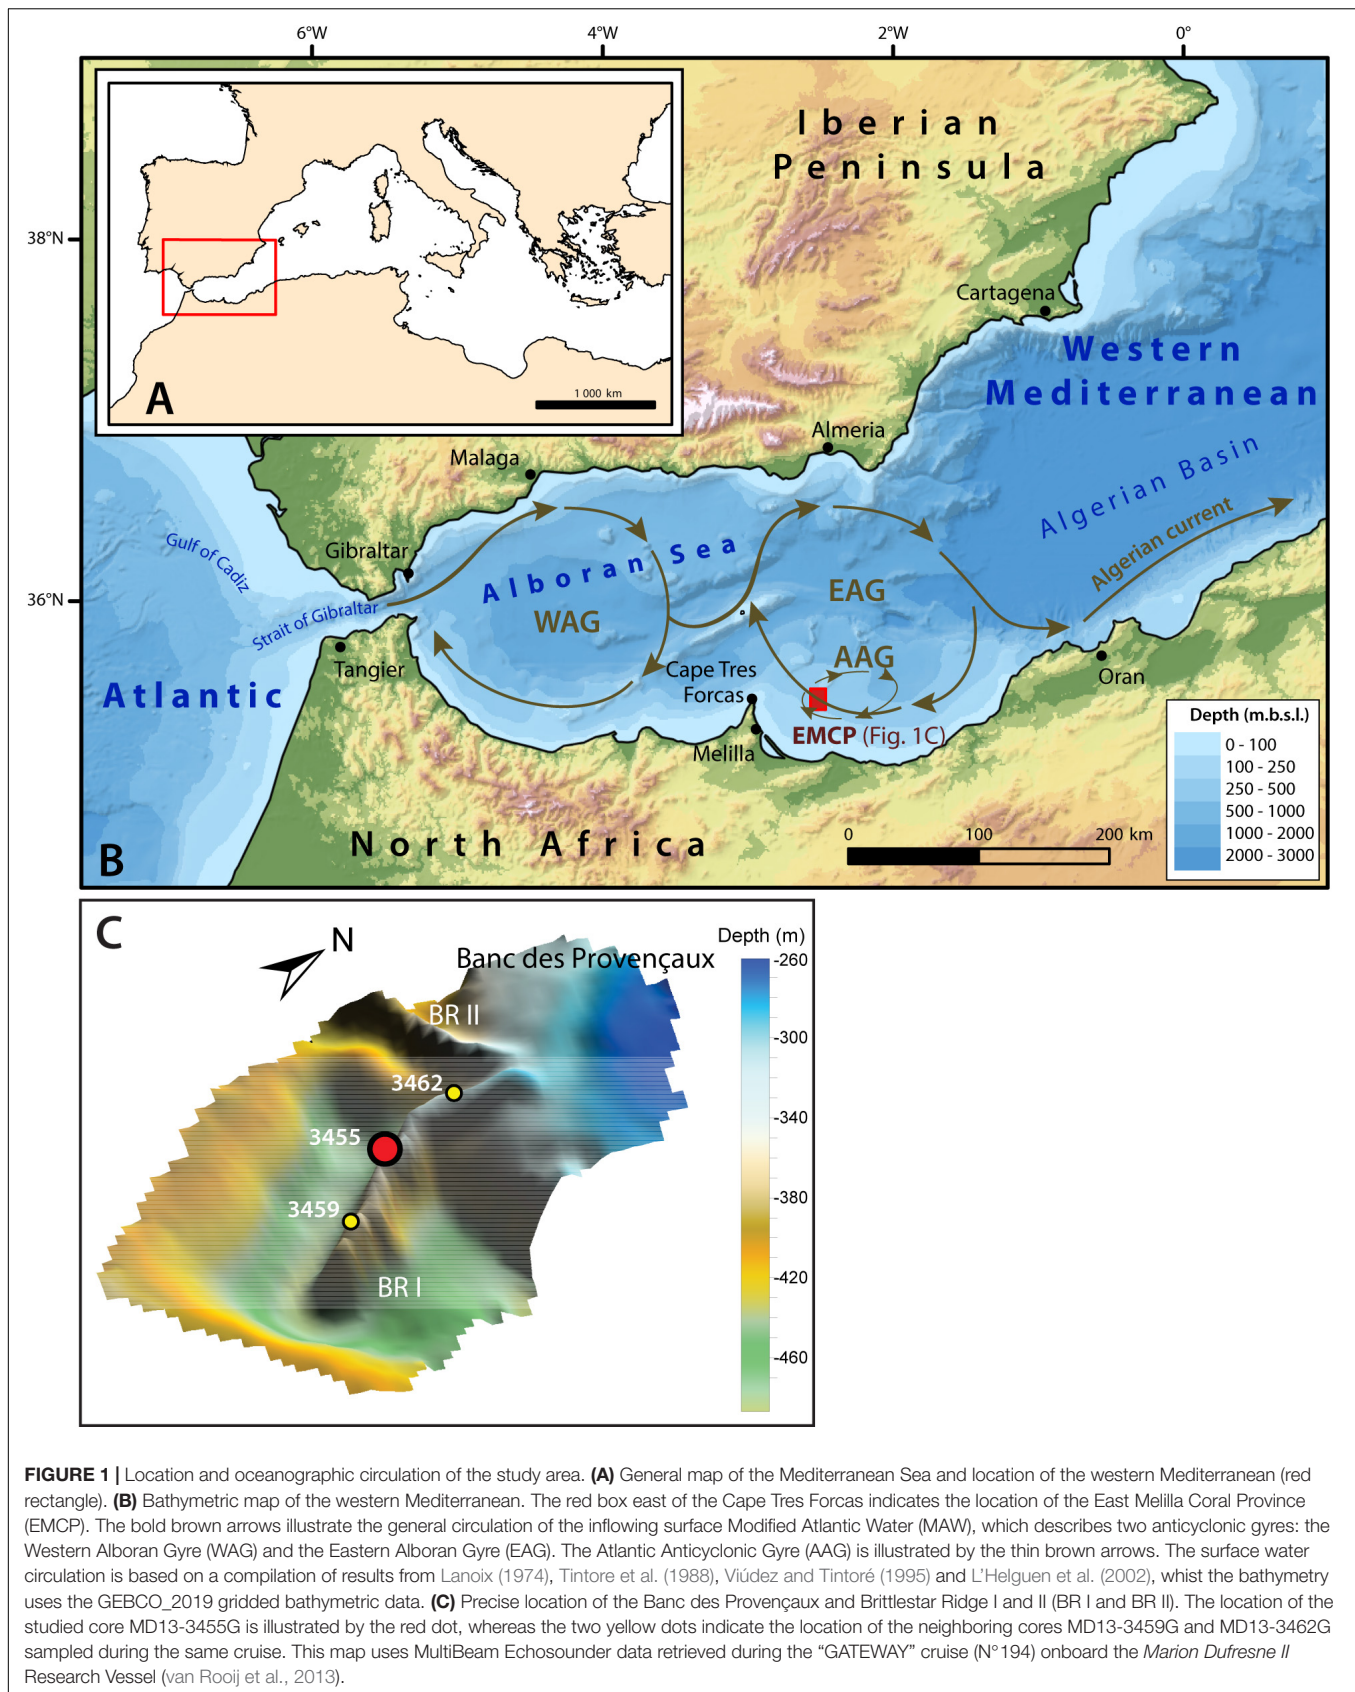 6°W
4°W
2°W
0°
38°N
36°N
A
1 000 km
Iberian
Peninsula
Cartagena
Western
Mediterranean
Almeria
Malaga
Algerian Basin
Algerian current
Gulf of Cadiz
Gibraltar
Alboran Sea
EAG
WAG
Strait of Gibraltar
AAG
Tangier
Cape Tres
Forcas
Oran
Atlantic
EMCP (Fig. 1C)
Melilla
Depth (m.b.s.l.)
0 - 100
100 - 250
250 - 500
500 - 1000
1000 - 2000
2000 - 3000
North Africa
0 100 200 km
B
C
N
Banc des Provençaux
Depth (m)
-260
-300
-340
-380
-420
-460
BR II
3462
3455
3459
BR I
FIGURE 1 | Location and oceanographic circulation of the study area. (A) General map of the Mediterranean Sea and location of the western Mediterranean (red
rectangle). (B) Bathymetric map of the western Mediterranean. The red box east of the Cape Tres Forcas indicates the location of the East Melilla Coral Province
(EMCP). The bold brown arrows illustrate the general circulation of the inflowing surface Modified Atlantic Water (MAW), which describes two anticyclonic gyres: the
Western Alboran Gyre (WAG) and the Eastern Alboran Gyre (EAG). The Atlantic Anticyclonic Gyre (AAG) is illustrated by the thin brown arrows. The surface water
circulation is based on a compilation of results from Lanoix (1974), Tintore et al. (1988), Viúdez and Tintoré (1995) and L'Helguen et al. (2002), whist the bathymetry
uses the GEBCO_2019 gridded bathymetric data. (C) Precise location of the Banc des Provençaux and Brittlestar Ridge I and II (BR I and BR II). The location of the
studied core MD13-3455G is illustrated by the red dot, whereas the two yellow dots indicate the location of the neighboring cores MD13-3459G and MD13-3462G
sampled during the same cruise. This map uses MultiBeam Echosounder data retrieved during the “GATEWAY” cruise (N°194) onboard the Marion Dufresne II
Research Vessel (van Rooij et al., 2013).